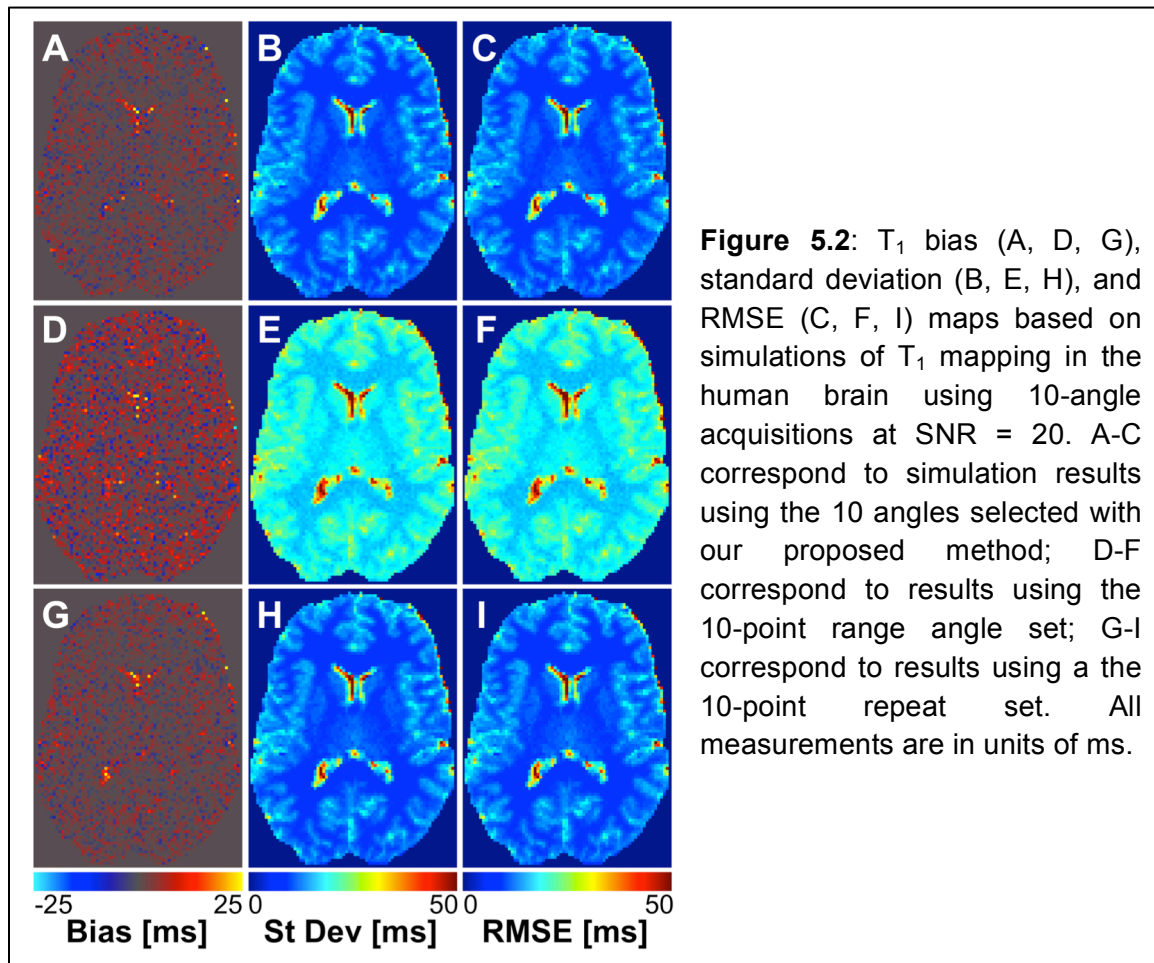 A
B
C
D
E
F
G
H
I
-25
25
0
50
0
50
Bias [ms]
St Dev [ms]
RMSE [ms]
Figure 5.2: T₁ bias (A, D, G),
standard deviation (B, E, H), and
RMSE (C, F, I) maps based on
simulations of T₁ mapping in the
human brain using 10-angle
acquisitions at SNR = 20. A-C
correspond to simulation results
using the 10 angles selected with
our proposed method; D-F
correspond to results using the
10-point range angle set; G-I
correspond to results using a the
10-point repeat set. All
measurements are in units of ms.